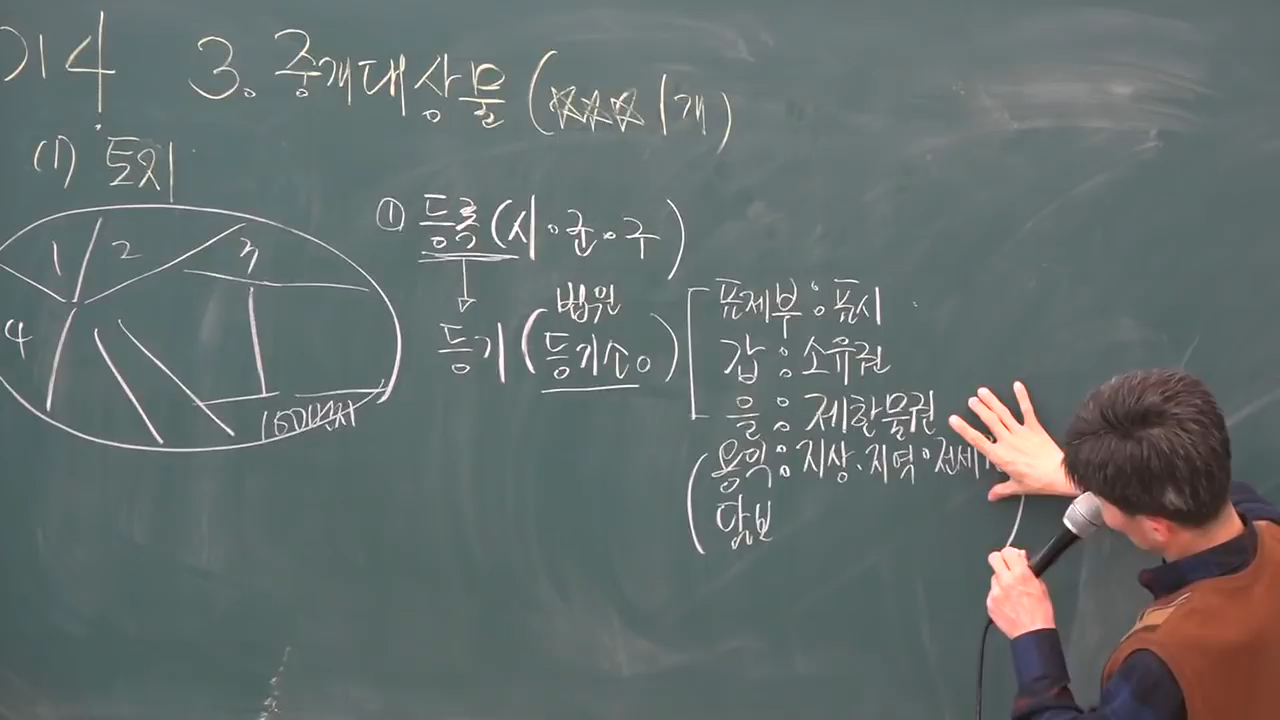 14 3. 중개대상물 (☆☆☆ 1개)
(1) 토지
1 2 3
4
① 등록(시·군·구)
↓
법원
등기(등기소)
표제부 : 표시
갑 : 소유권
을 : 제한물권
용익 : 지상·지역·전세
담보